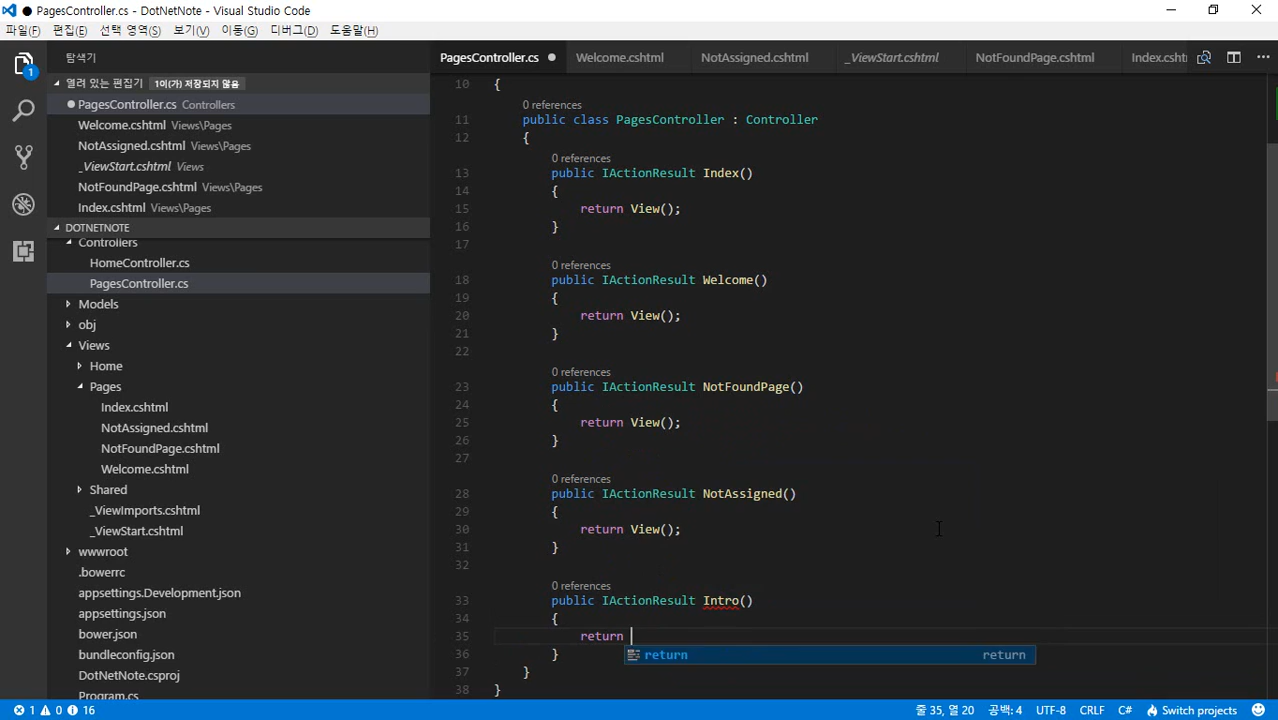 PagesController.cs - DotNetNote - Visual Studio Code
파일(F) 편집(E) 선택 영역(S) 보기(V) 이동(G) 디버그(D) 도움말(H)
탐색기
열려 있는 편집기 1이(가) 저장되지 않음
PagesController.cs Controllers
Welcome.cshtml Views\Pages
NotAssigned.cshtml Views\Pages
_ViewStart.cshtml Views
NotFoundPage.cshtml Views\Pages
Index.cshtml Views\Pages
DOTNETNOTE
Controllers
HomeController.cs
PagesController.cs
Models
obj
Views
Home
Pages
Index.cshtml
NotAssigned.cshtml
NotFoundPage.cshtml
Welcome.cshtml
Shared
_ViewImports.cshtml
_ViewStart.cshtml
wwwroot
.bowerrc
appsettings.Development.json
appsettings.json
bower.json
bundleconfig.json
DotNetNote.csproj
Program.cs
PagesController.cs Welcome.cshtml NotAssigned.cshtml _ViewStart.cshtml NotFoundPage.cshtml Index.csht
10 {
0 references
11 public class PagesController : Controller
12 {
0 references
13 public IActionResult Index()
14 {
15 return View();
16 }
17
0 references
18 public IActionResult Welcome()
19 {
20 return View();
21 }
22
0 references
23 public IActionResult NotFoundPage()
24 {
25 return View();
26 }
27
0 references
28 public IActionResult NotAssigned()
29 {
30 return View();
31 }
32
0 references
33 public IActionResult Intro()
34 {
35 return
return return
36 }
37 }
38 }
1 0 16 줄 35, 열 20 공백: 4 UTF-8 CRLF C# Switch projects